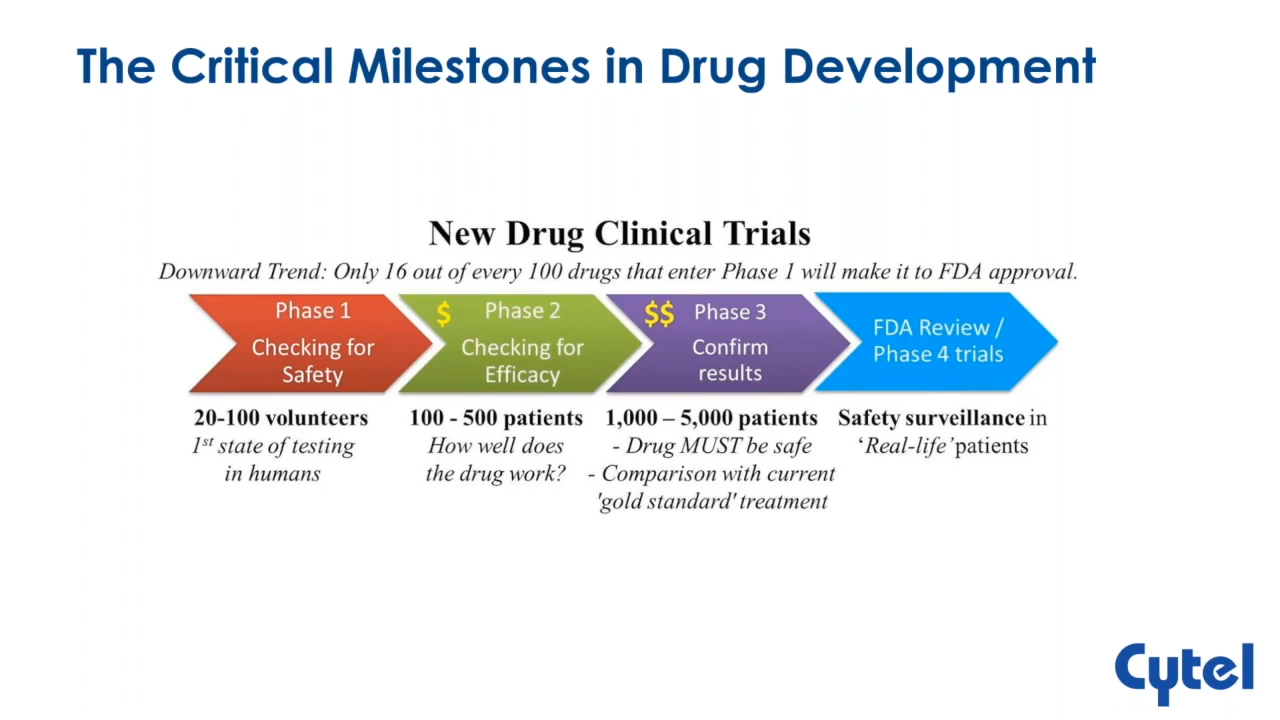 The Critical Milestones in Drug Development
New Drug Clinical Trials
Downward Trend: Only 16 out of every 100 drugs that enter Phase 1 will make it to FDA approval.
Phase 1
Checking for
Safety
$ Phase 2
Checking for
Efficacy
$$ Phase 3
Confirm
results
FDA Review /
Phase 4 trials
20-100 volunteers
1st state of testing
in humans
100 - 500 patients
How well does
the drug work?
1,000 – 5,000 patients
- Drug MUST be safe
- Comparison with current
'gold standard' treatment
Safety surveillance in
‘Real-life’ patients
Cytel